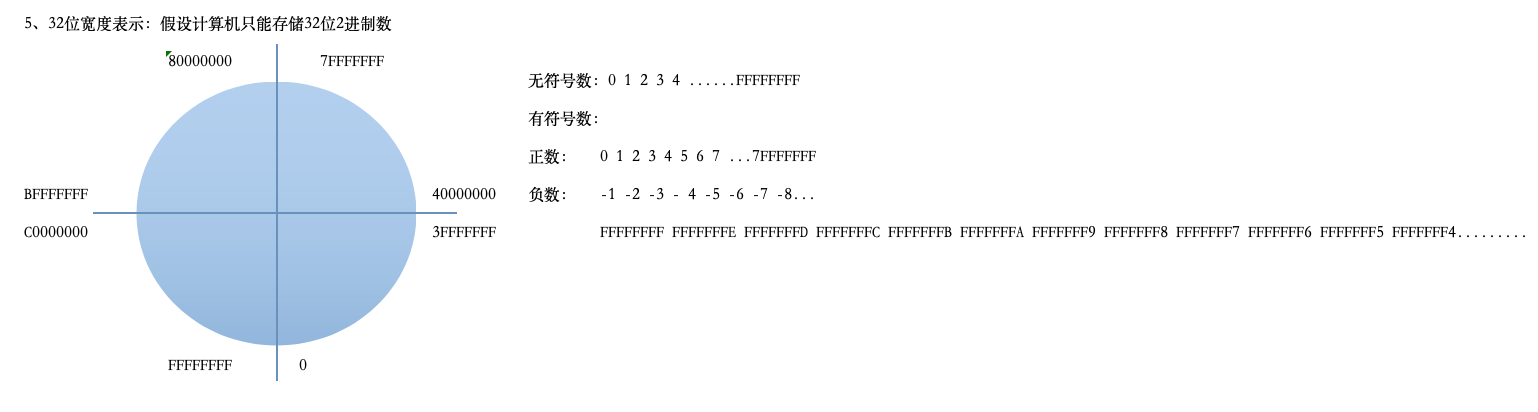 5、32位宽度表示：假设计算机只能存储32位2进制数
80000000 7FFFFFFF
无符号数：0 1 2 3 4 ......FFFFFFFF
有符号数：
正数： 0 1 2 3 4 5 6 7 ...7FFFFFFF
BFFFFFFF 40000000
负数： -1 -2 -3 - 4 -5 -6 -7 -8...
C0000000 3FFFFFFF
FFFFFFFF FFFFFFFE FFFFFFFD FFFFFFFC FFFFFFFB FFFFFFFA FFFFFFF9 FFFFFFF8 FFFFFFF7 FFFFFFF6 FFFFFFF5 FFFFFFF4.........
FFFFFFFF 0